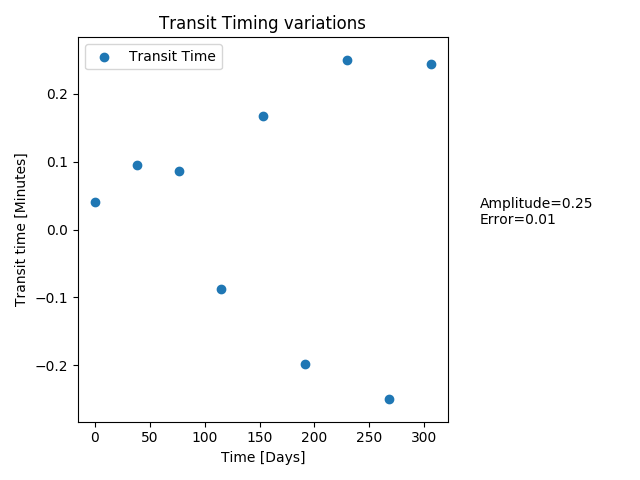 Transit Timing variations
Transit Time
0.2
0.1
0.0
−0.1
−0.2
Transit time [Minutes]
0
50
100
150
200
250
300
Time [Days]
Amplitude=0.25
Error=0.01